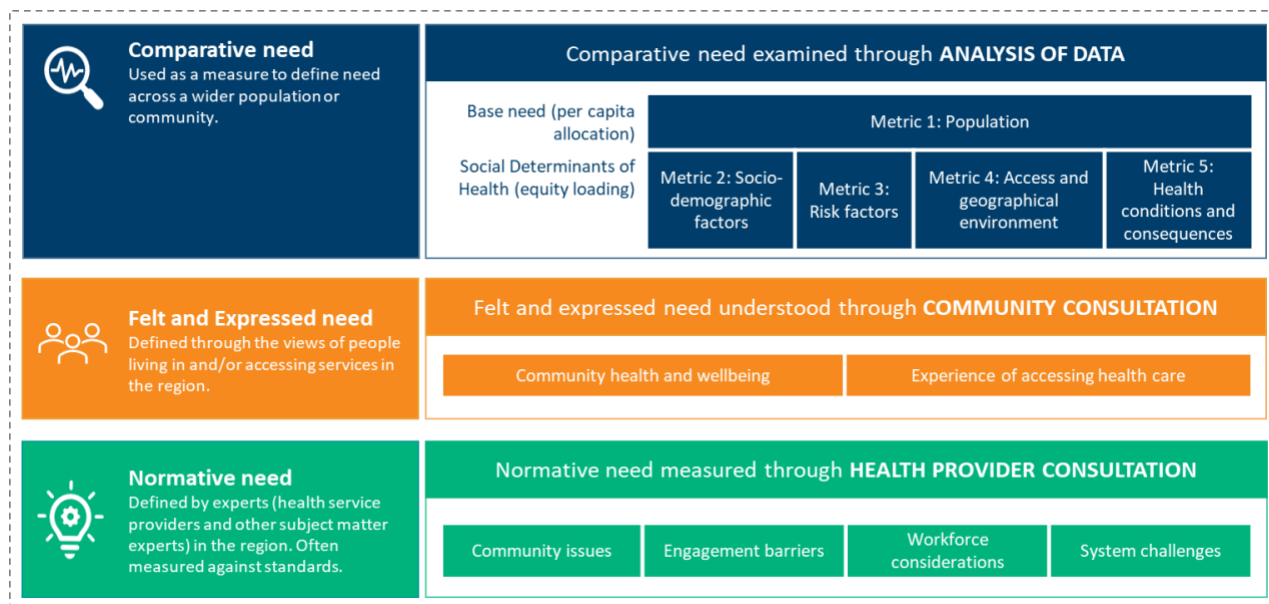 Comparative need
Used as a measure to define need
across a wider population or
community.
Comparative need examined through ANALYSIS OF DATA
Base need (per capita
allocation)
Metric 1: Population
Social Determinants of
Health (equity loading)
Metric 2: Socio-
demographic
factors
Metric 3:
Risk factors
Metric 4: Access and
geographical
environment
Metric 5:
Health
conditions and
consequences
Felt and Expressed need
Defined through the views of people
living in and/or accessing services in
the region.
Felt and expressed need understood through COMMUNITY CONSULTATION
Community health and wellbeing
Experience of accessing health care
Normative need
Defined by experts (health service
providers and other subject matter
experts) in the region. Often
measured against standards.
Normative need measured through HEALTH PROVIDER CONSULTATION
Community issues
Engagement barriers
Workforce
considerations
System challenges